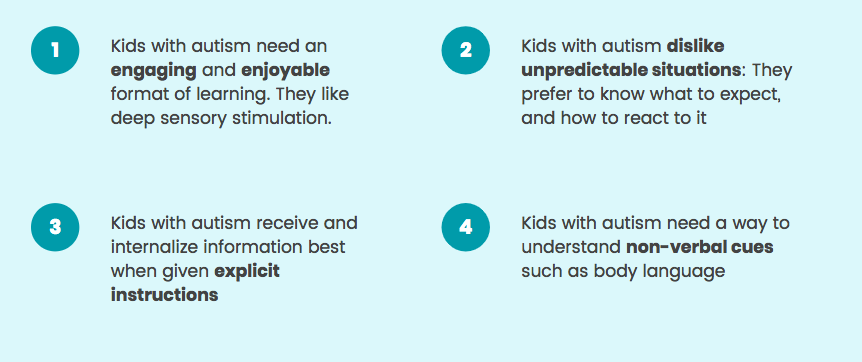 1
Kids with autism need an
engaging and enjoyable
format of learning. They like
deep sensory stimulation.
2
Kids with autism dislike
unpredictable situations: They
prefer to know what to expect,
and how to react to it
3
Kids with autism receive and
internalize information best
when given explicit
instructions
4
Kids with autism need a way to
understand non-verbal cues
such as body language